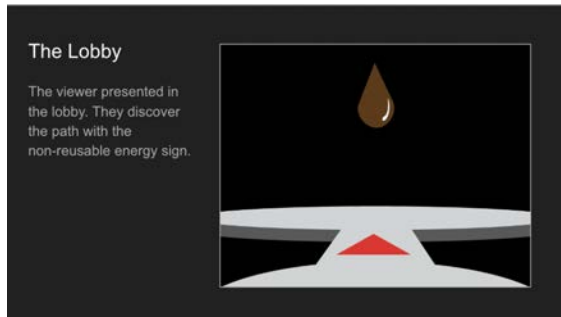 The Lobby
The viewer presented in
the lobby. They discover
the path with the
non-reusable energy sign.